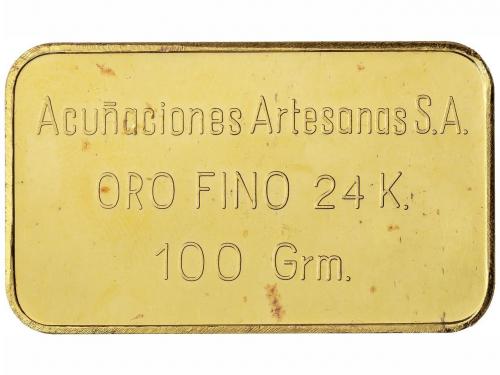 Acuñaciones Artesanas S.A.
ORO FINO 24 K.
100 Grm.